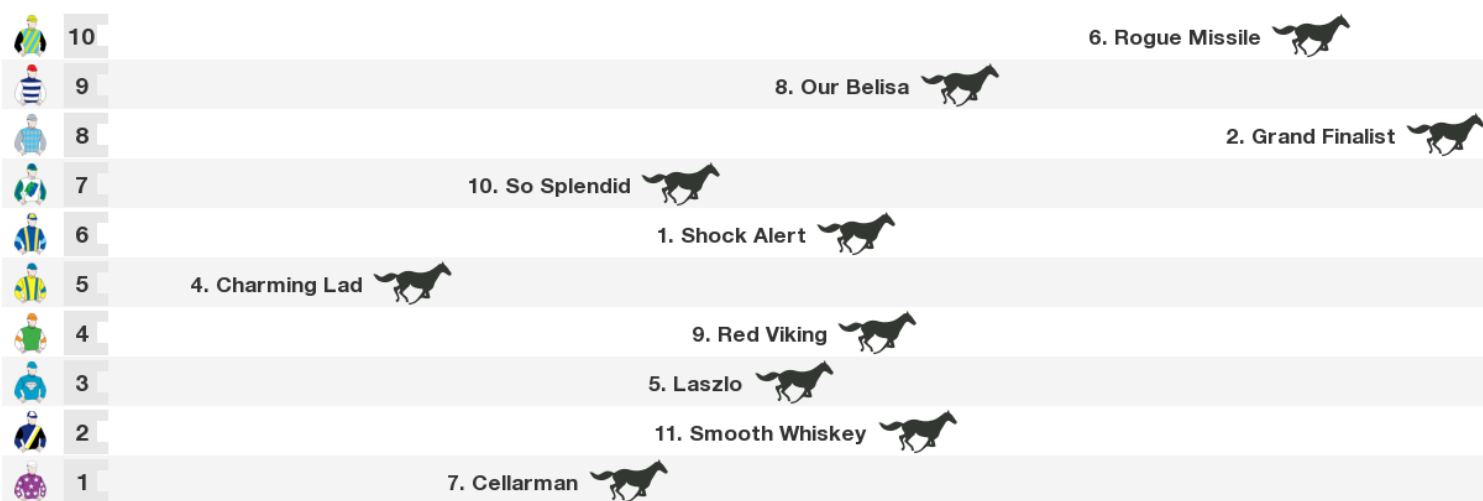 10 6. Rogue Missile
9 8. Our Belisa
8 2. Grand Finalist
7 10. So Splendid
6 1. Shock Alert
5 4. Charming Lad
4 9. Red Viking
3 5. Laszlo
2 11. Smooth Whiskey
1 7. Cellarman